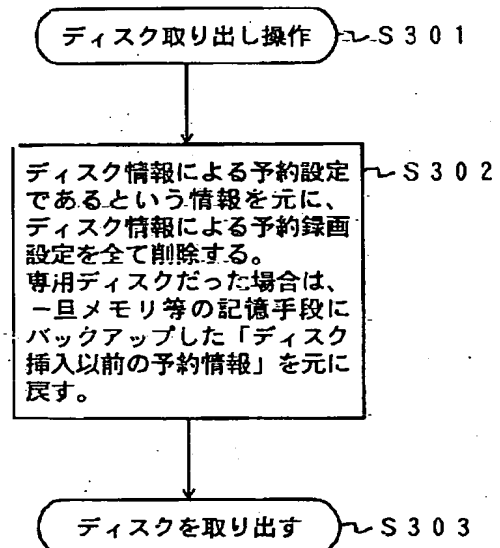 ディスク取り出し操作
S301
ディスク情報による予約設定
であるという情報を元に、
ディスク情報による予約録画
設定を全て削除する。
専用ディスクだった場合は、
一旦メモリ等の記憶手段に
バックアップした「ディスク
挿入以前の予約情報」を元に
戻す。
S302
ディスクを取り出す
S303